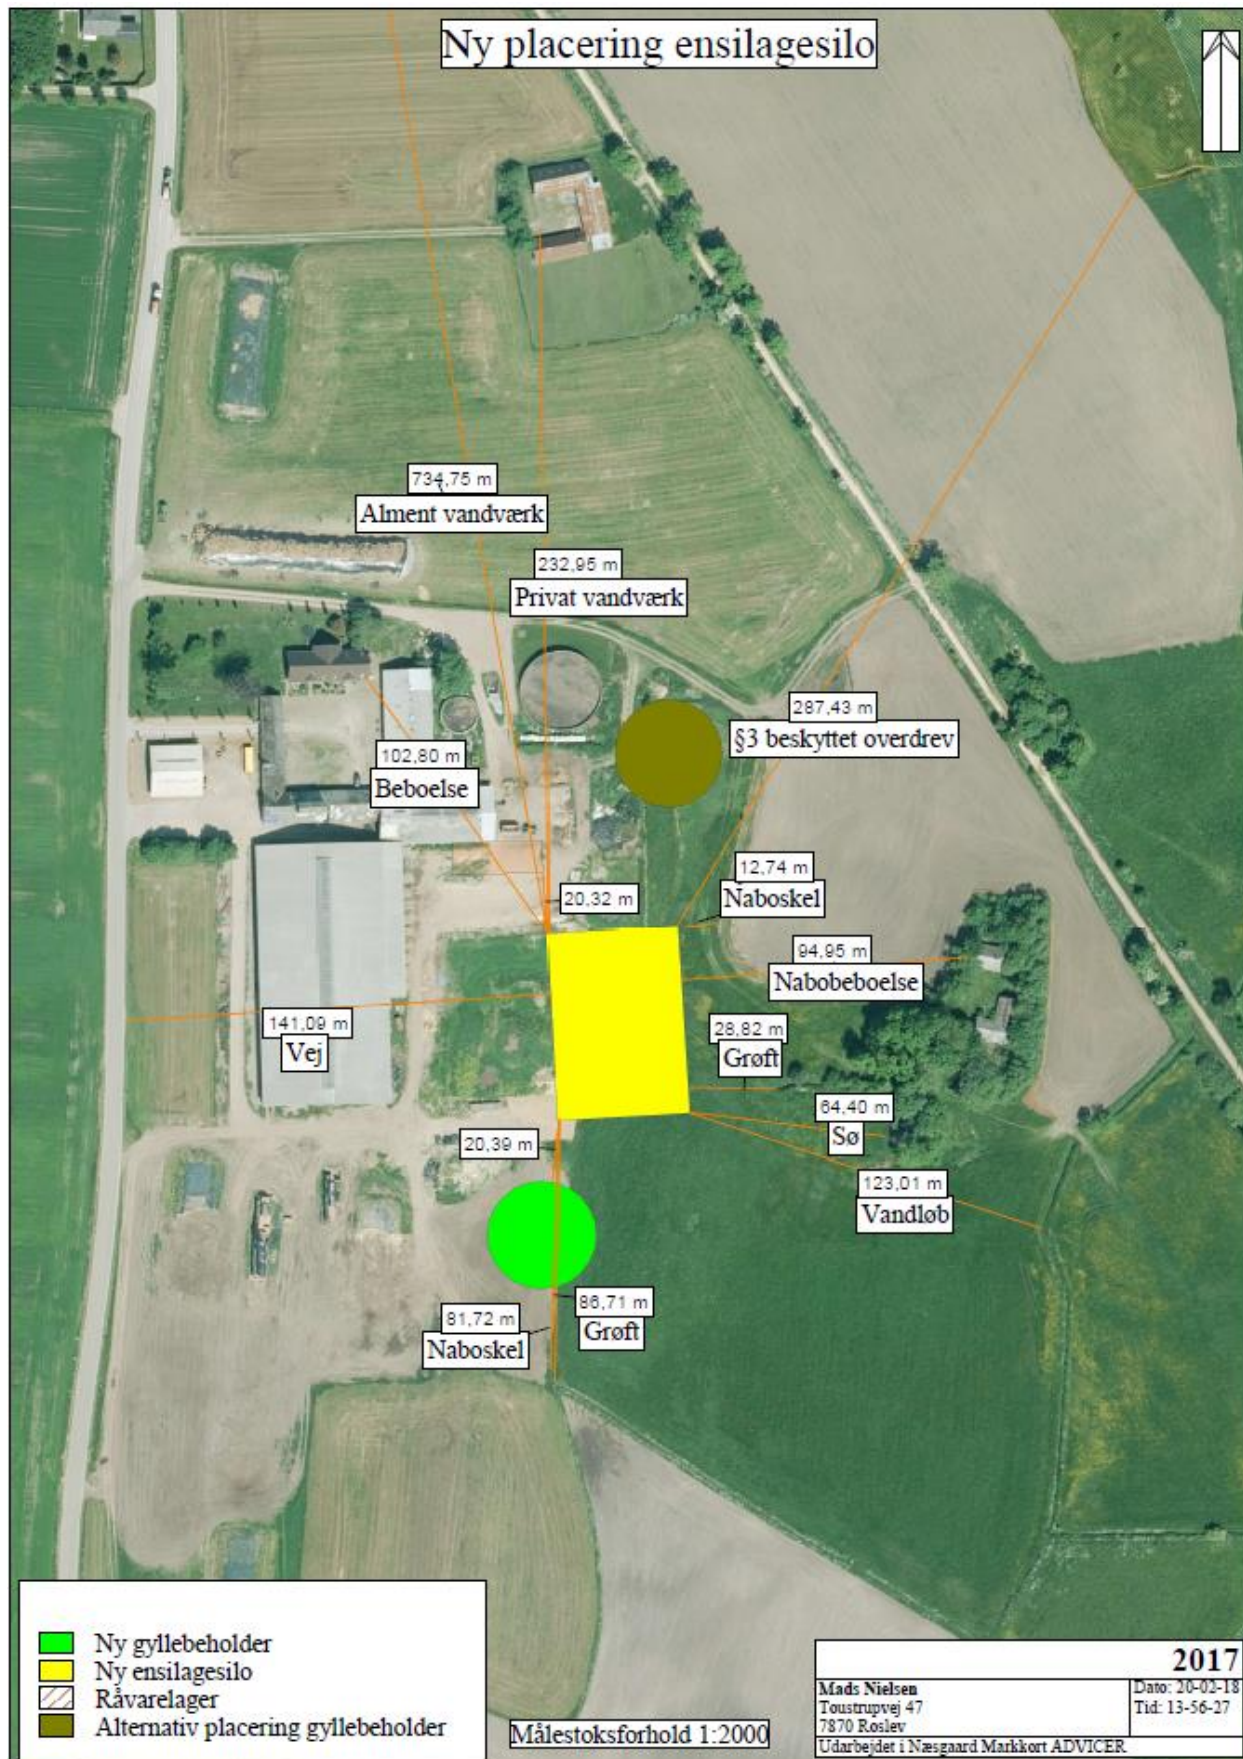 Ny placering ensilagesilo
734,75 m
Alment vandværk
232,95 m
Privat vandværk
287,43 m
§3 beskyttet overdrev
102,80 m
Beboelse
12,74 m
Naboskel
20,32 m
94,95 m
Nabobeboelse
141,09 m
Vej
28,82 m
Grøft
64,40 m
Sø
20,39 m
123,01 m
Vandløb
86,71 m
Grøft
81,72 m
Naboskel
Ny gyllebeholder
Ny ensilagesilo
Råvarelager
Alternativ placering gyllebeholder
Målestoksforhold 1:2000
2017
Mads Nielsen
Toustrupvej 47
7870 Roslev
Dato: 20-02-18
Tid: 13-56-27
Udarbejdet i Næsgaard Markkort ADVICER